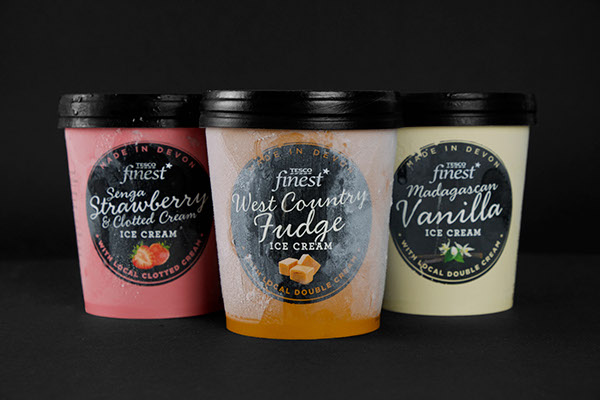 MADE IN DEVON
TESCO
finest*
Senga
Strawberry
& Clotted Cream
ICE CREAM
WITH LOCAL CLOTTED CREAM
MADE IN DEVON
TESCO
finest*
West Country
Fudge
ICE CREAM
LOCAL DOUBLE CREAM
MADE IN DEVON
TESCO
finest*
Madagascan
Vanilla
ICE CREAM
WITH LOCAL DOUBLE CREAM